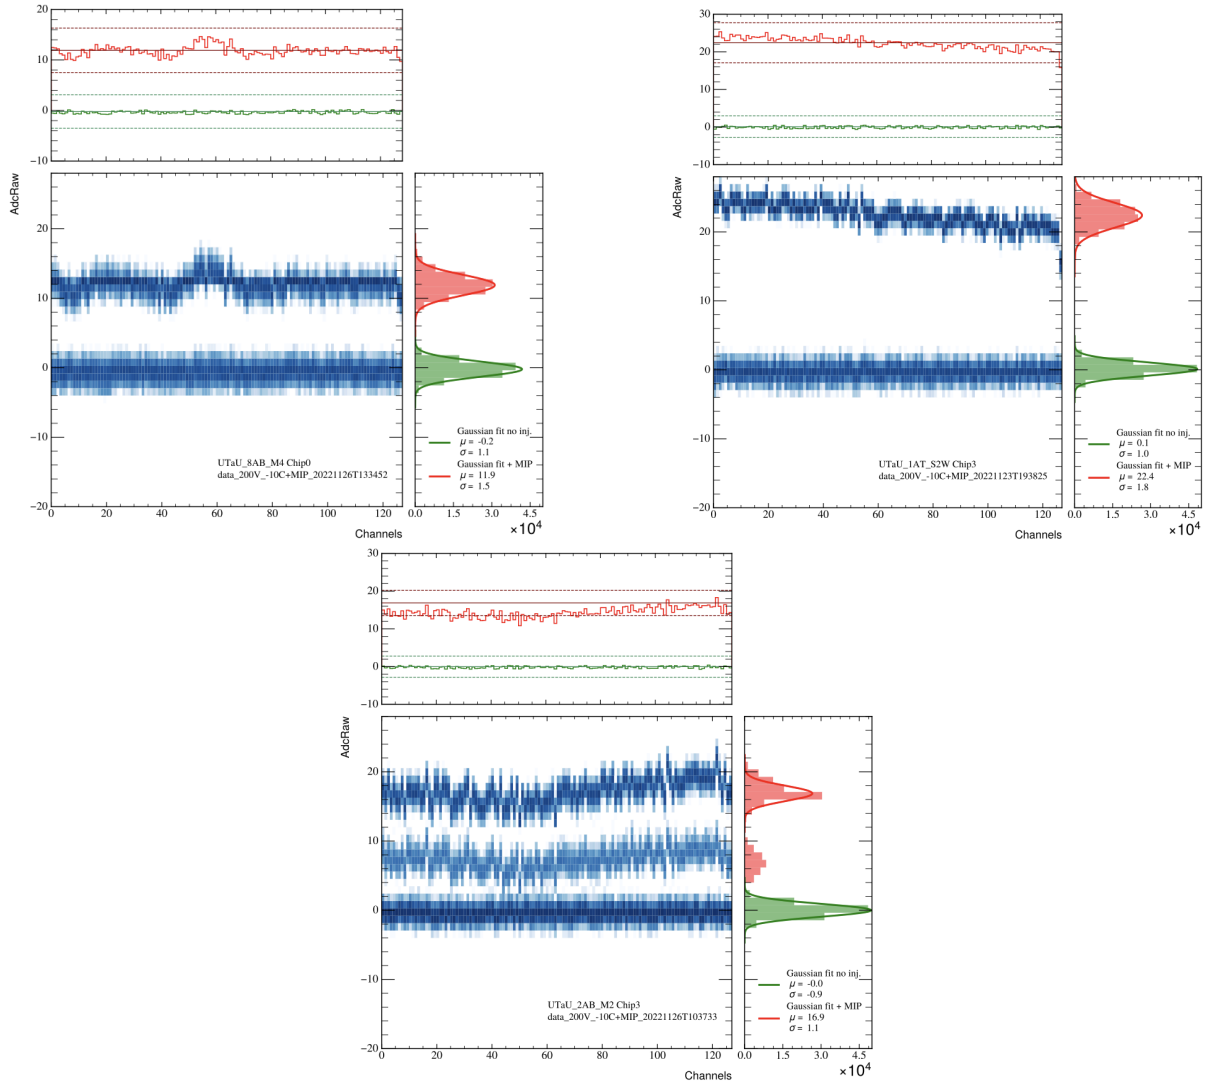 20
10
0
−10
AdcRaw
20
10
0
−10
−20
0 20 40 60 80 100 120
Channels
0.0 1.5 3.0 4.5
×10⁴
Gaussian fit no inj.
μ = -0.2
σ = 1.1
Gaussian fit + MIP
μ = 11.9
σ = 1.5
UTaU_8AB_M4 Chip0
data_200V_-10C+MIP_20221126T133452
30
20
10
0
−10
AdcRaw
20
10
0
−10
−20
0 20 40 60 80 100 120
Channels
0.0 1.5 3.0 4.5
×10⁴
Gaussian fit no inj.
μ = 0.1
σ = 1.0
Gaussian fit + MIP
μ = 22.4
σ = 1.8
UTaU_1AT_S2W Chip3
data_200V_-10C+MIP_20221123T193825
30
20
10
0
−10
AdcRaw
20
10
0
−10
−20
0 20 40 60 80 100 120
Channels
0.0 1.5 3.0 4.5
×10⁴
Gaussian fit no inj.
μ = -0.0
σ = -0.9
Gaussian fit + MIP
μ = 16.9
σ = 1.1
UTaU_2AB_M2 Chip3
data_200V_-10C+MIP_20221126T103733